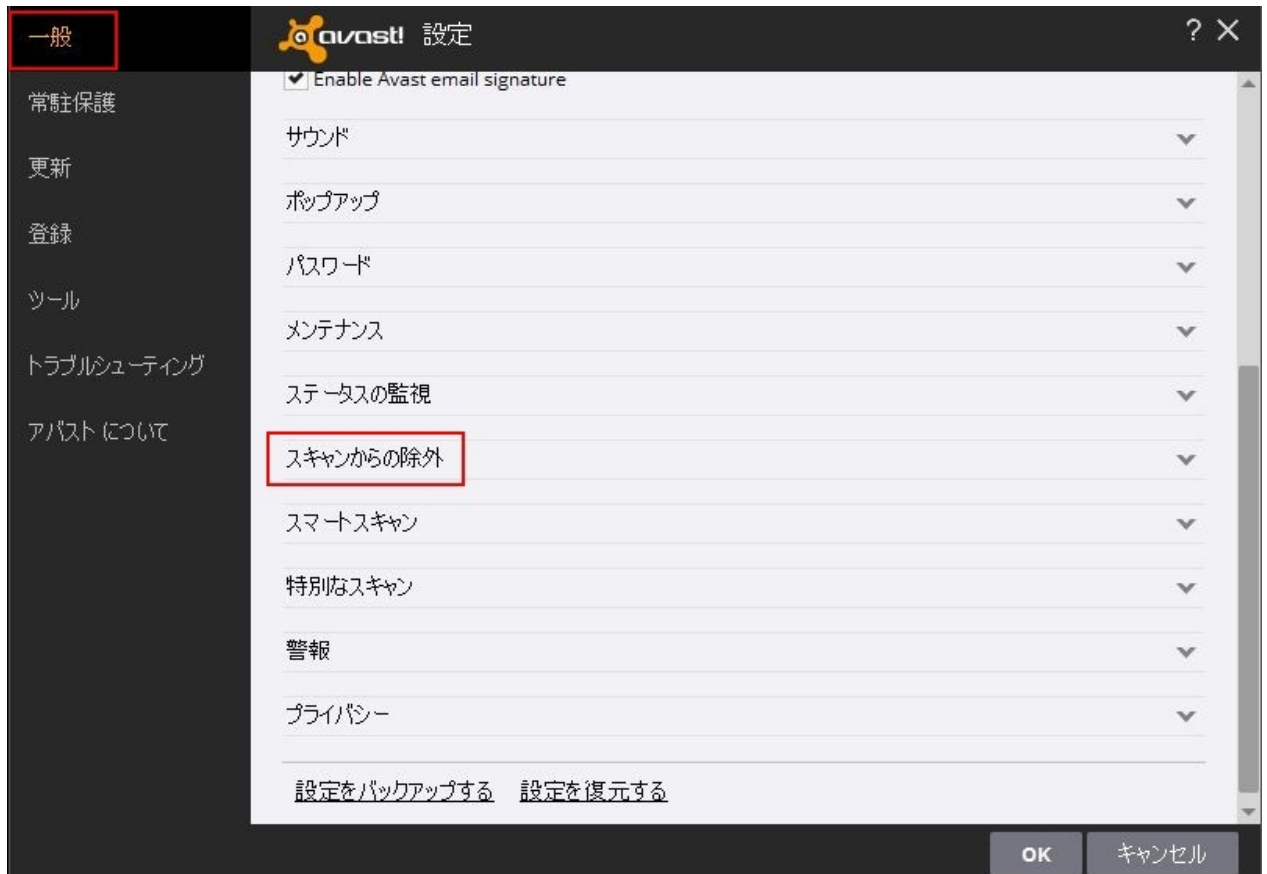 一般
avast! 設定
?
常駐保護
更新
登録
ツール
トラブルシューティング
アバスト について
Enable Avast email signature
サウンド
ポップアップ
パスワード
メンテナンス
ステータスの監視
スキャンからの除外
スマートスキャン
特別なスキャン
警報
プライバシー
設定をバックアップする 設定を復元する
OK キャンセル